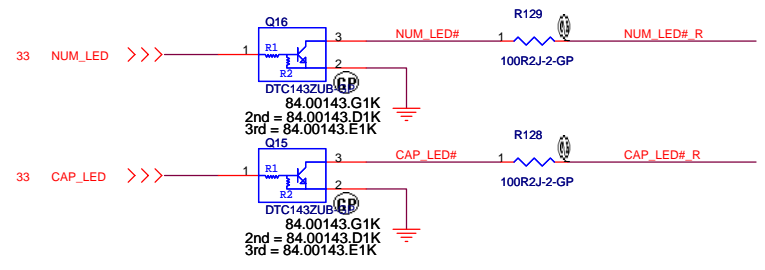 Q16
R129
33 NUM_LED
1
R1
R2
3
NUM_LED#
1
NUM_LED#_R
2
100R2J-2-GP
GP
DTC143ZUB-GP
84.00143.G1K
2nd = 84.00143.D1K
3rd = 84.00143.E1K
Q15
R128
33 CAP_LED
1
R1
R2
3
CAP_LED#
1
CAP_LED#_R
2
100R2J-2-GP
GP
DTC143ZUB-GP
84.00143.G1K
2nd = 84.00143.D1K
3rd = 84.00143.E1K